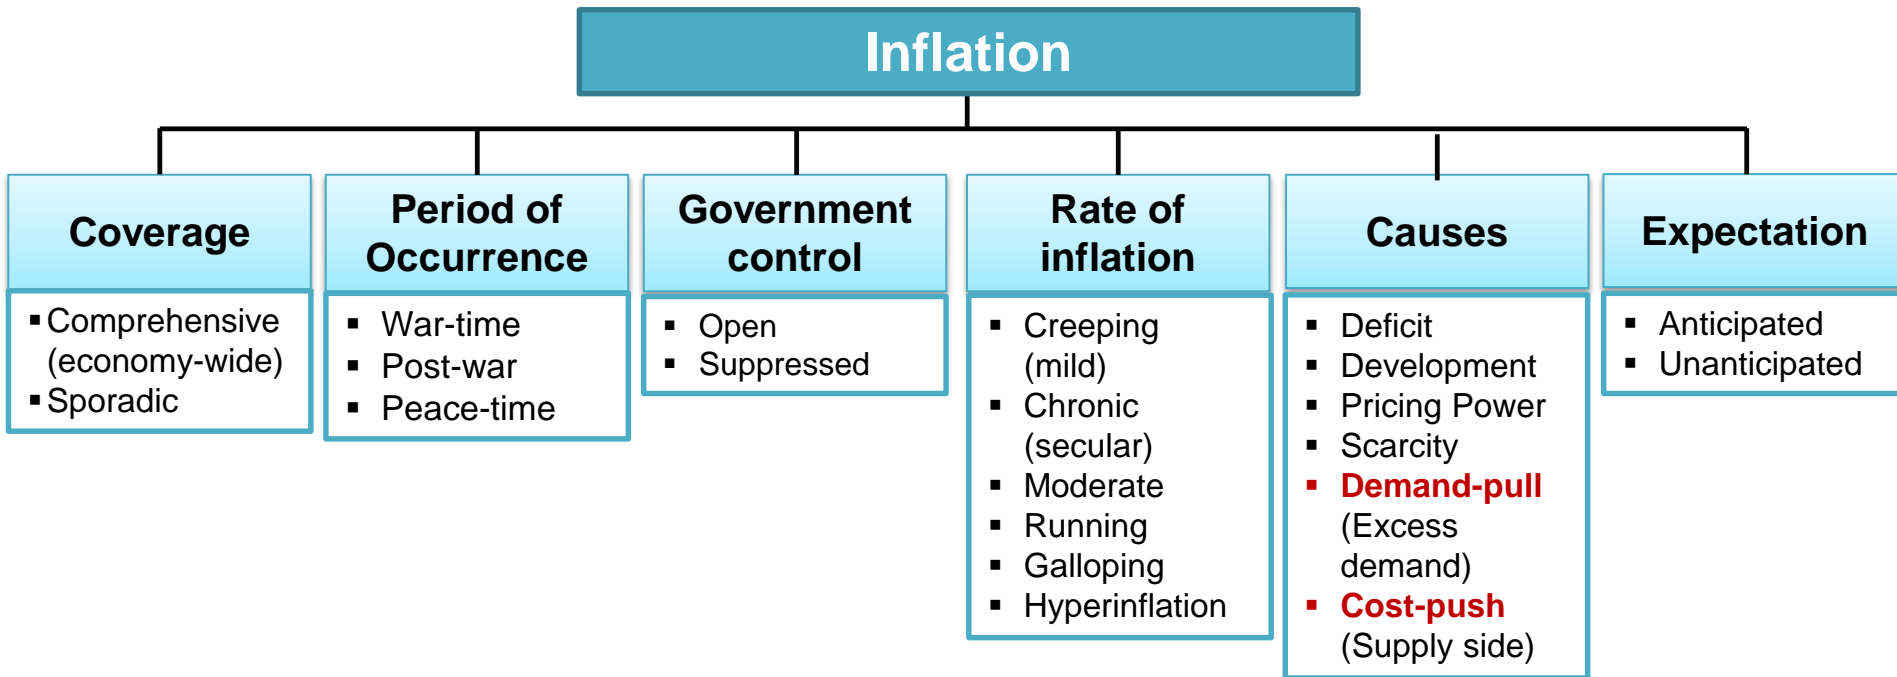 Inflation
Coverage
▪ Comprehensive
(economy-wide)
▪ Sporadic
Period of
Occurrence
▪ War-time
▪ Post-war
▪ Peace-time
Government
control
▪ Open
▪ Suppressed
Rate of
inflation
▪ Creeping
(mild)
▪ Chronic
(secular)
▪ Moderate
▪ Running
▪ Galloping
▪ Hyperinflation
Causes
▪ Deficit
▪ Development
▪ Pricing Power
▪ Scarcity
▪ Demand-pull
(Excess
demand)
▪ Cost-push
(Supply side)
Expectation
▪ Anticipated
▪ Unanticipated